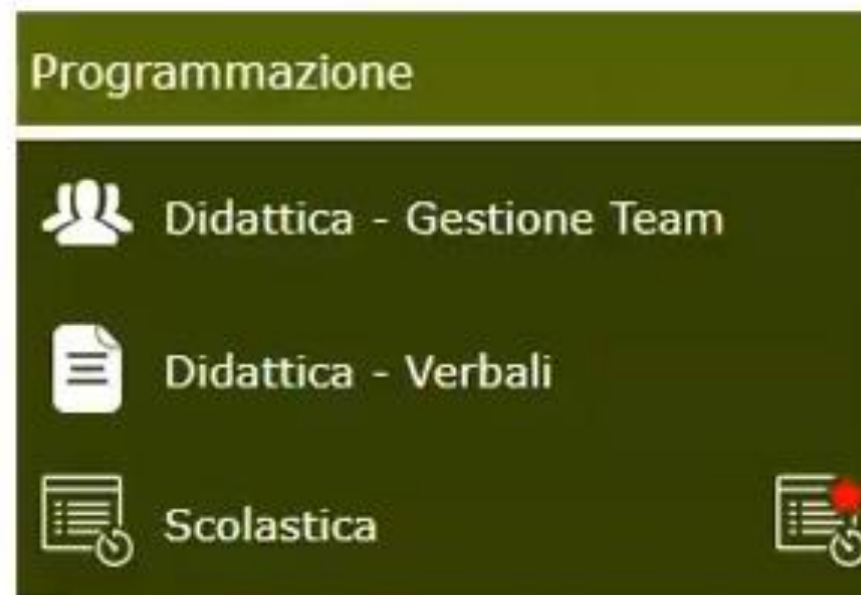 Programmazione
Didattica - Gestione Team
Didattica - Verbali
Scolastica